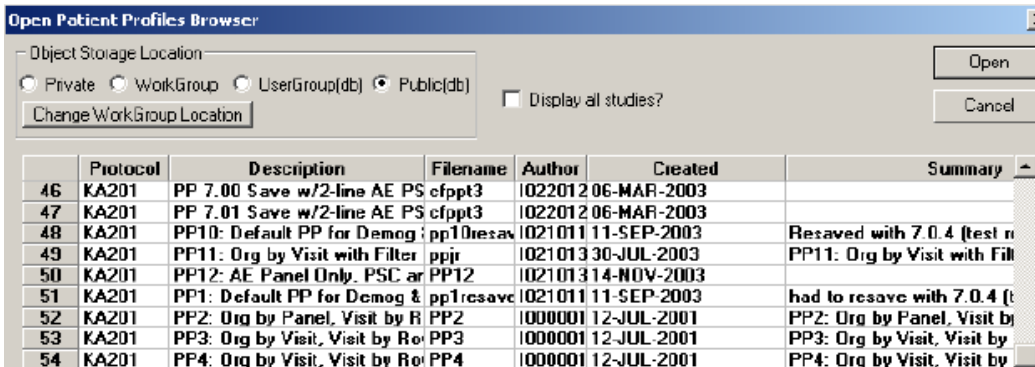 Open Patient Profiles Browser
Object Storage Location
Private WorkGroup UserGroup(db) Public(db)
Change WorkGroup Location
Display all studies?
Open
Cancel
Protocol Description Filename Author Created Summary
46 KA201 PP 7.00 Save w/2-line AE PS cfppt3 I022012 06-MAR-2003
47 KA201 PP 7.01 Save w/2-line AE PS cfppt3 I022012 06-MAR-2003
48 KA201 PP10: Default PP for Demog pp10resav I021011 11-SEP-2003 Resaved with 7.0.4 (test
49 KA201 PP11: Org by Visit with Filter ppjr I021013 30-JUL-2003 PP11: Org by Visit with Filt
50 KA201 PP12: AE Panel Only, PSC ar PP12 I021013 14-NOV-2003
51 KA201 PP1: Default PP for Demog & pp1resave I021011 11-SEP-2003 had to resave with 7.0.4 (t
52 KA201 PP2: Org by Panel, Visit by R PP2 I000001 12-JUL-2001 PP2: Org by Panel, Visit by
53 KA201 PP3: Org by Visit, Visit by Ro PP3 I000001 12-JUL-2001 PP3: Org by Visit, Visit by
54 KA201 PP4: Org by Visit, Visit by Ro PP4 I000001 12-JUL-2001 PP4: Org by Visit, Visit by